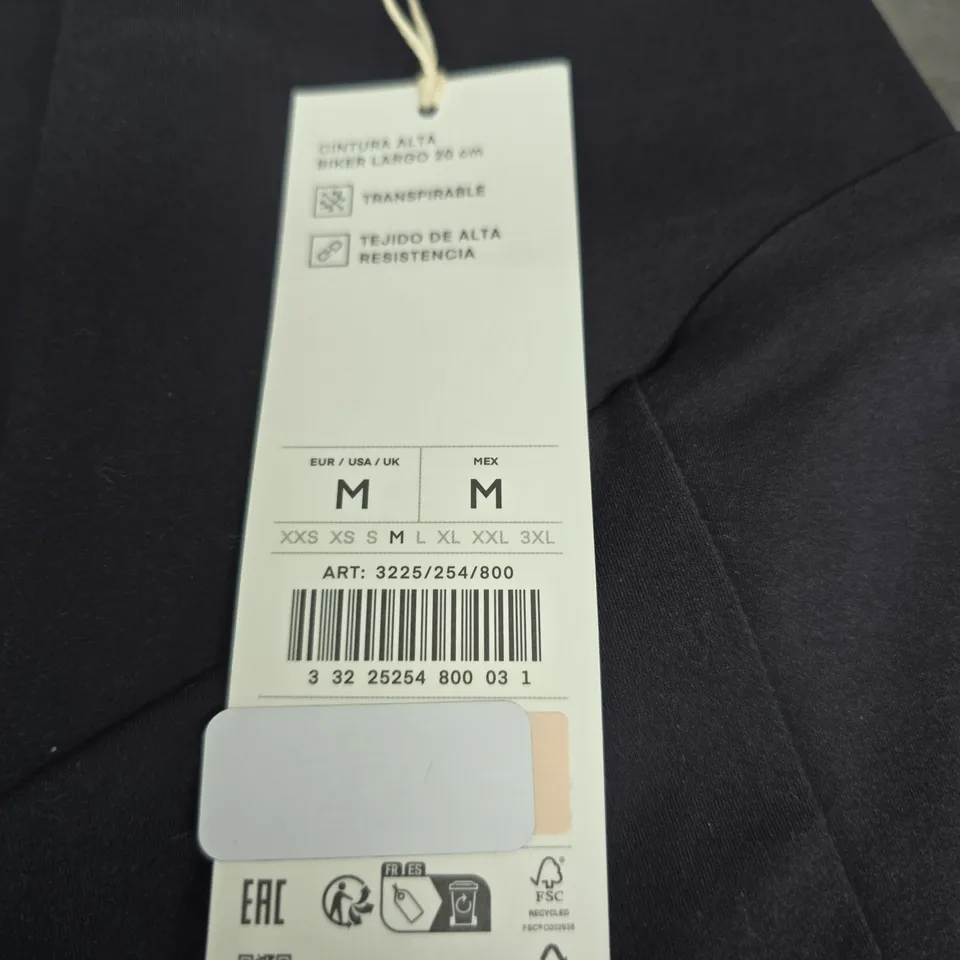 CINTURA ALTA
BIKER LARGO 20 cm
TRANSPIRABLE
TEJIDO DE ALTA
RESISTENCIA
EUR / USA / UK
MEX
M
M
XXS XS S M L XL XXL 3XL
ART: 3225/254/800
3 32 25254 800 03 1
EAC
FR ES
FSC®
RECYCLED